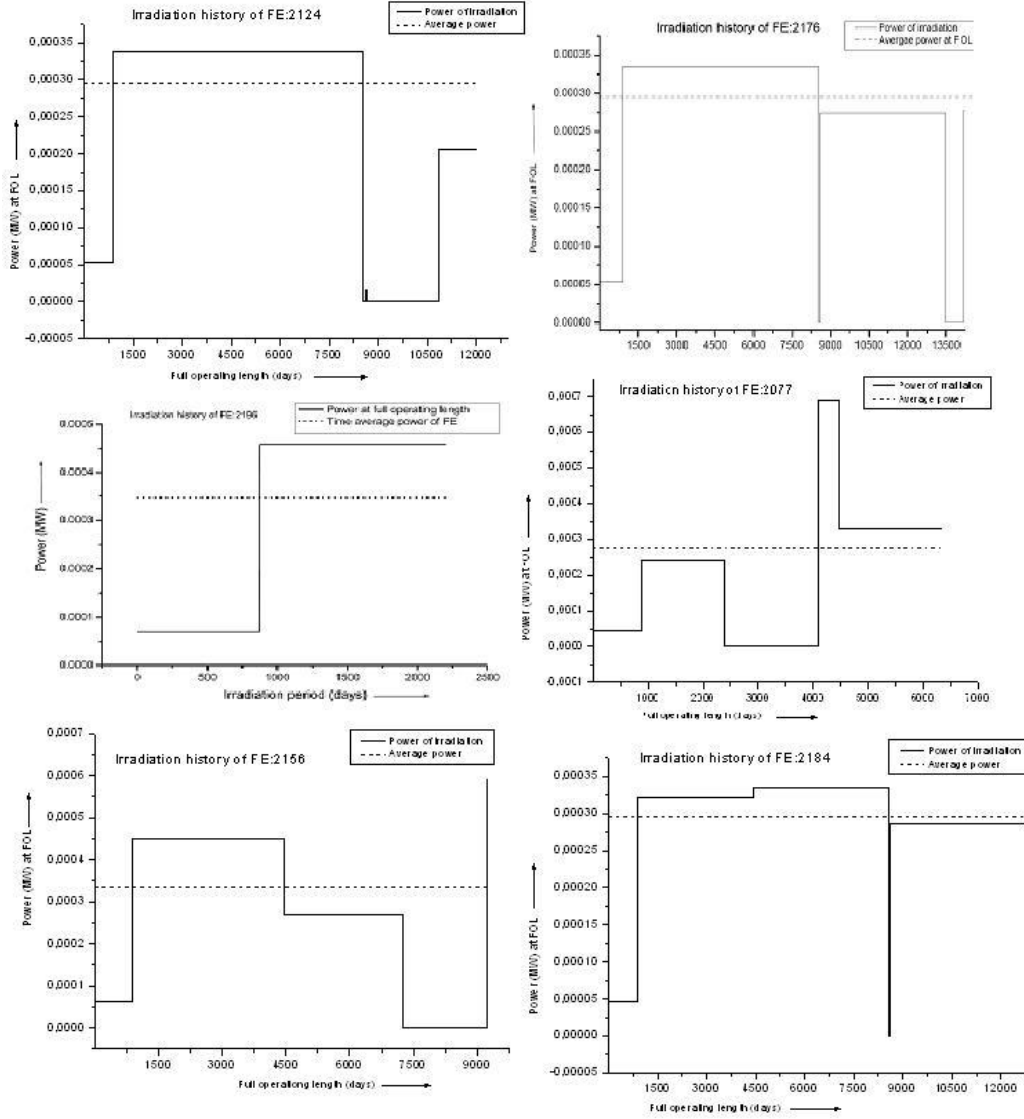 Irradiation history of FE:2124
Power of Irradiation
Average power
0,00035
0,00030
0,00025
0,00020
0,00015
0,00010
0,00005
0,00000
-0,00005
Power (MW) at FOL
1500 3000 4500 6000 7500 9000 10500 12000
Full operating length (days)
Irradiation history of FE:2176
Power of irradiation
Avergae power at FOL
0.00035
0.00030
0.00025
0.00020
0.00015
0.00010
0.00005
0.00000
Power (MW) at FOL
1500 3000 4500 6000 7500 9000 10500 12000 13500
Irradiation history of FE:2196
Power at full operating length
Time average power of FE
0.0005
0.0004
0.0003
0.0002
0.0001
0.0000
Power (MW)
0 500 1000 1500 2000 2500
Irradiation period (days)
Irradiation history of FE:2077
Power of irradiation
Average power
0,0007
0,0006
0,0005
0,0004
0,0003
0,0002
0,0001
0,0000
-0,0001
Power (MW) at FOL
1000 2000 3000 4000 5000 6000 7000
Full operating length (days)
Irradiation history of FE:2156
Power of Irradiation
Average power
0,0007
0,0006
0,0005
0,0004
0,0003
0,0002
0,0001
0,0000
Power (MW) at FOL
1500 3000 4500 6000 7500 9000
Full operationg length (days)
Irradiation history of FE:2184
Power of Irradiation
Average power
0,00035
0,00030
0,00025
0,00020
0,00015
0,00010
0,00005
0,00000
-0,00005
Power (MW) at FOL
1500 3000 4500 6000 7500 9000 10500 12000
Full operating length (days)